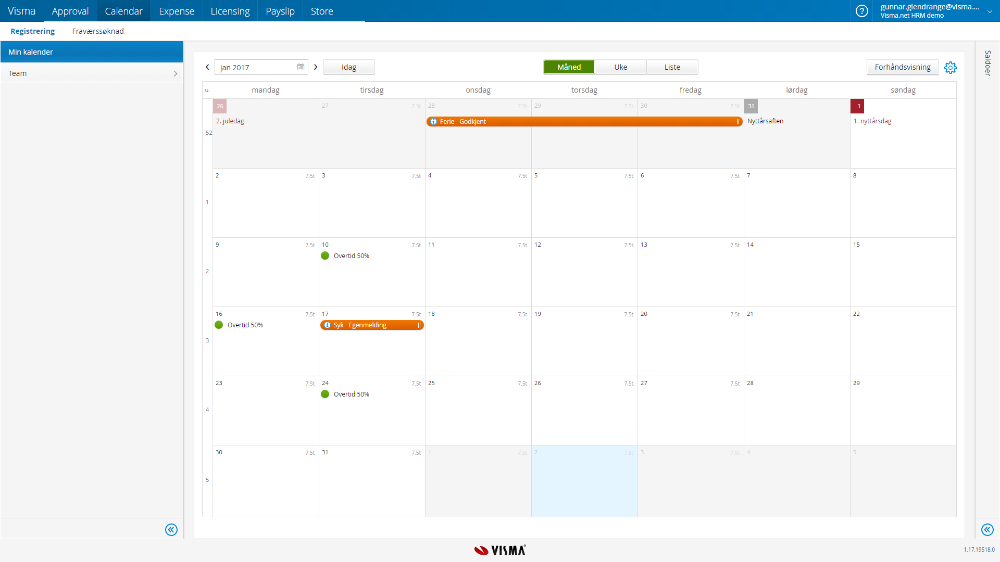 Visma Approval Calendar Expense Licensing Payslip Store
gunnar.glendrange@visma....
Visma.net HRM demo
Registrering Fraværssøknad
Min kalender
Team
jan 2017 Idag Måned Uke Liste Forhåndsvisning
Saldoer
u. mandag tirsdag onsdag torsdag fredag lørdag søndag
26 27 7.5t 28 7.5t 29 7.5t 30 7.5t 31 1
2. juledag Ferie Godkjent Nyttårsaften 1. nyttårsdag
52
2 7.5t 3 7.5t 4 7.5t 5 7.5t 6 7.5t 7 8
1
9 7.5t 10 7.5t 11 7.5t 12 7.5t 13 7.5t 14 15
Overtid 50%
2
16 7.5t 17 7.5t 18 7.5t 19 7.5t 20 7.5t 21 22
Overtid 50% Syk Egenmelding
3
23 7.5t 24 7.5t 25 7.5t 26 7.5t 27 7.5t 28 29
Overtid 50%
4
30 7.5t 31 7.5t 1 7.5t 2 7.5t 3 7.5t 4 5
5
VISMA®
1.17.19518.0